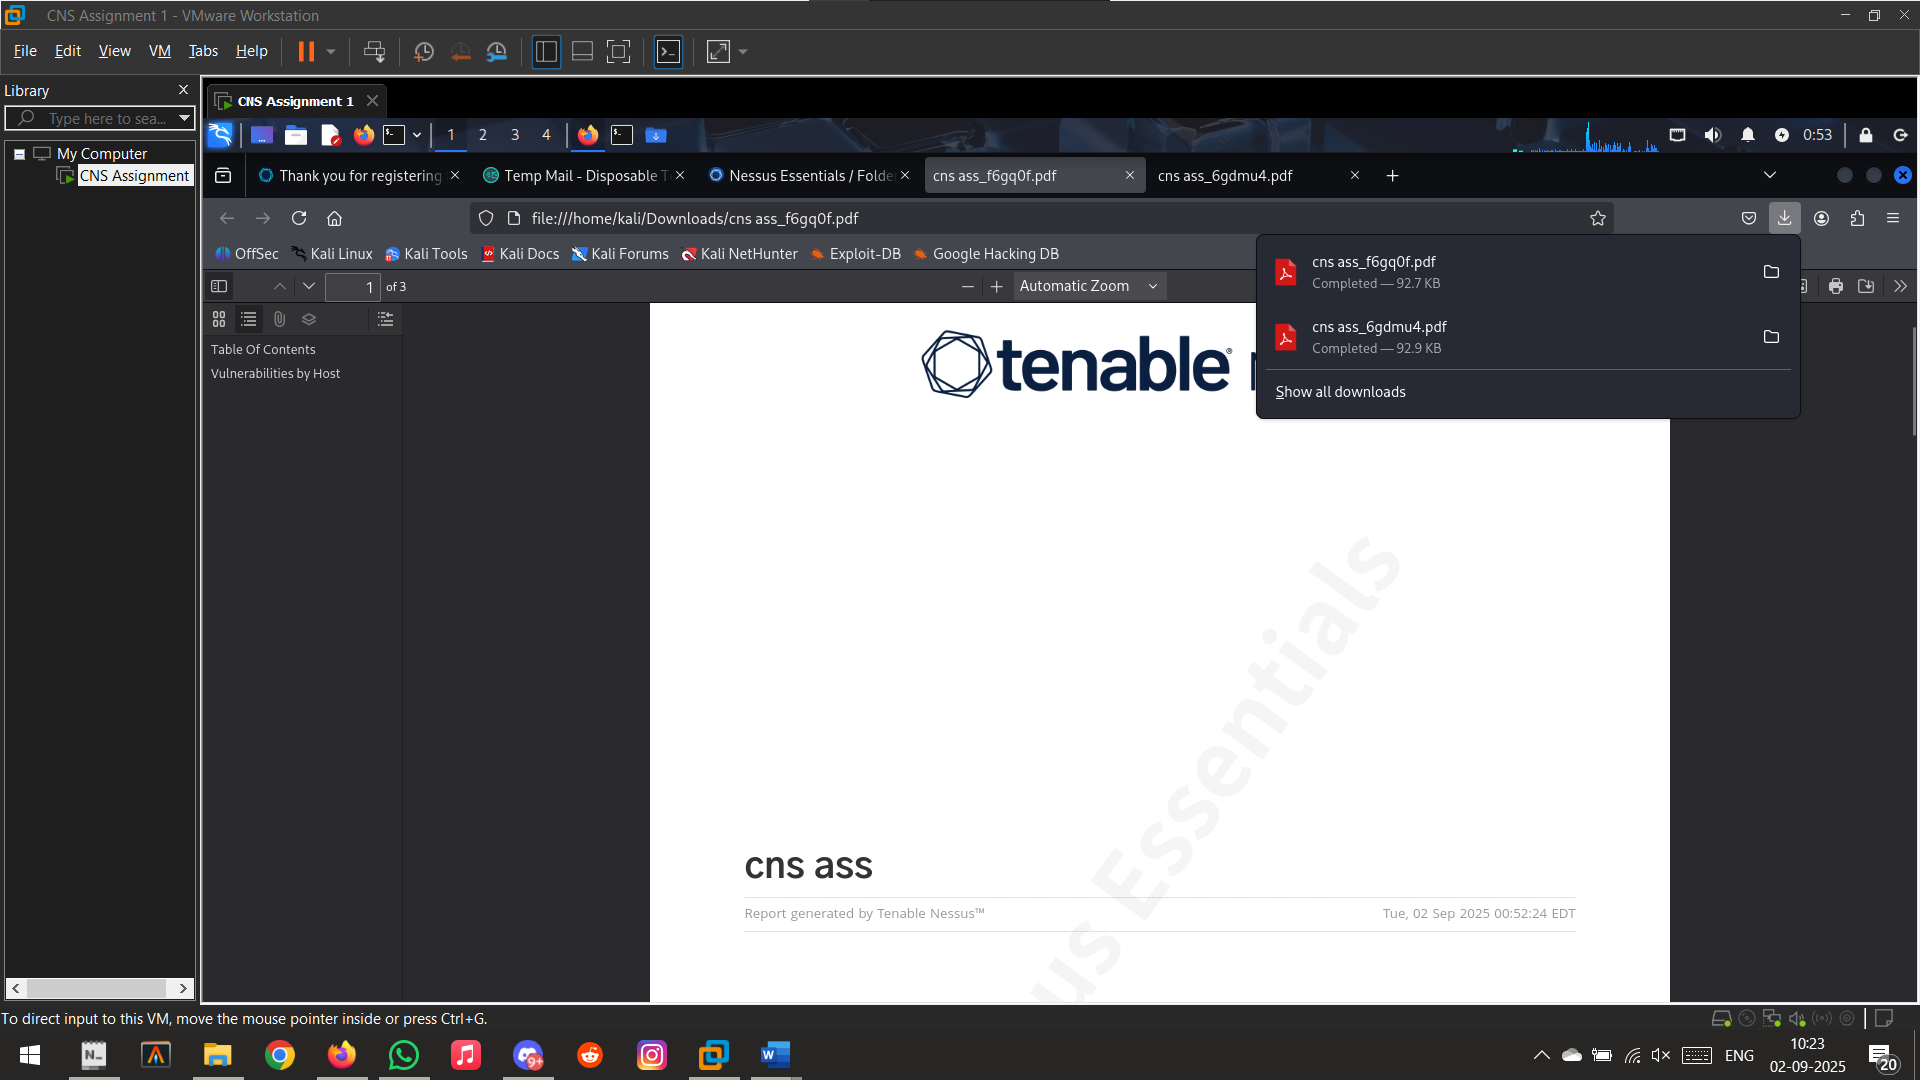 CNS Assignment 1 - VMware Workstation
File Edit View VM Tabs Help
Library
Type here to sea...
My Computer
CNS Assignment
CNS Assignment 1
1 2 3 4
0:53
Thank you for registering
Temp Mail - Disposable T
Nessus Essentials / Folde
cns ass_f6gq0f.pdf
cns ass_6gdmu4.pdf
file:///home/kali/Downloads/cns ass_f6gq0f.pdf
OffSec Kali Linux Kali Tools Kali Docs Kali Forums Kali NetHunter Exploit-DB Google Hacking DB
1 of 3
Automatic Zoom
cns ass_f6gq0f.pdf
Completed — 92.7 KB
cns ass_6gdmu4.pdf
Completed — 92.9 KB
Show all downloads
Table Of Contents
Vulnerabilities by Host
tenable®
us Essentials
cns ass
Report generated by Tenable Nessus™
Tue, 02 Sep 2025 00:52:24 EDT
To direct input to this VM, move the mouse pointer inside or press Ctrl+G.
9+
ENG
10:23
02-09-2025
20